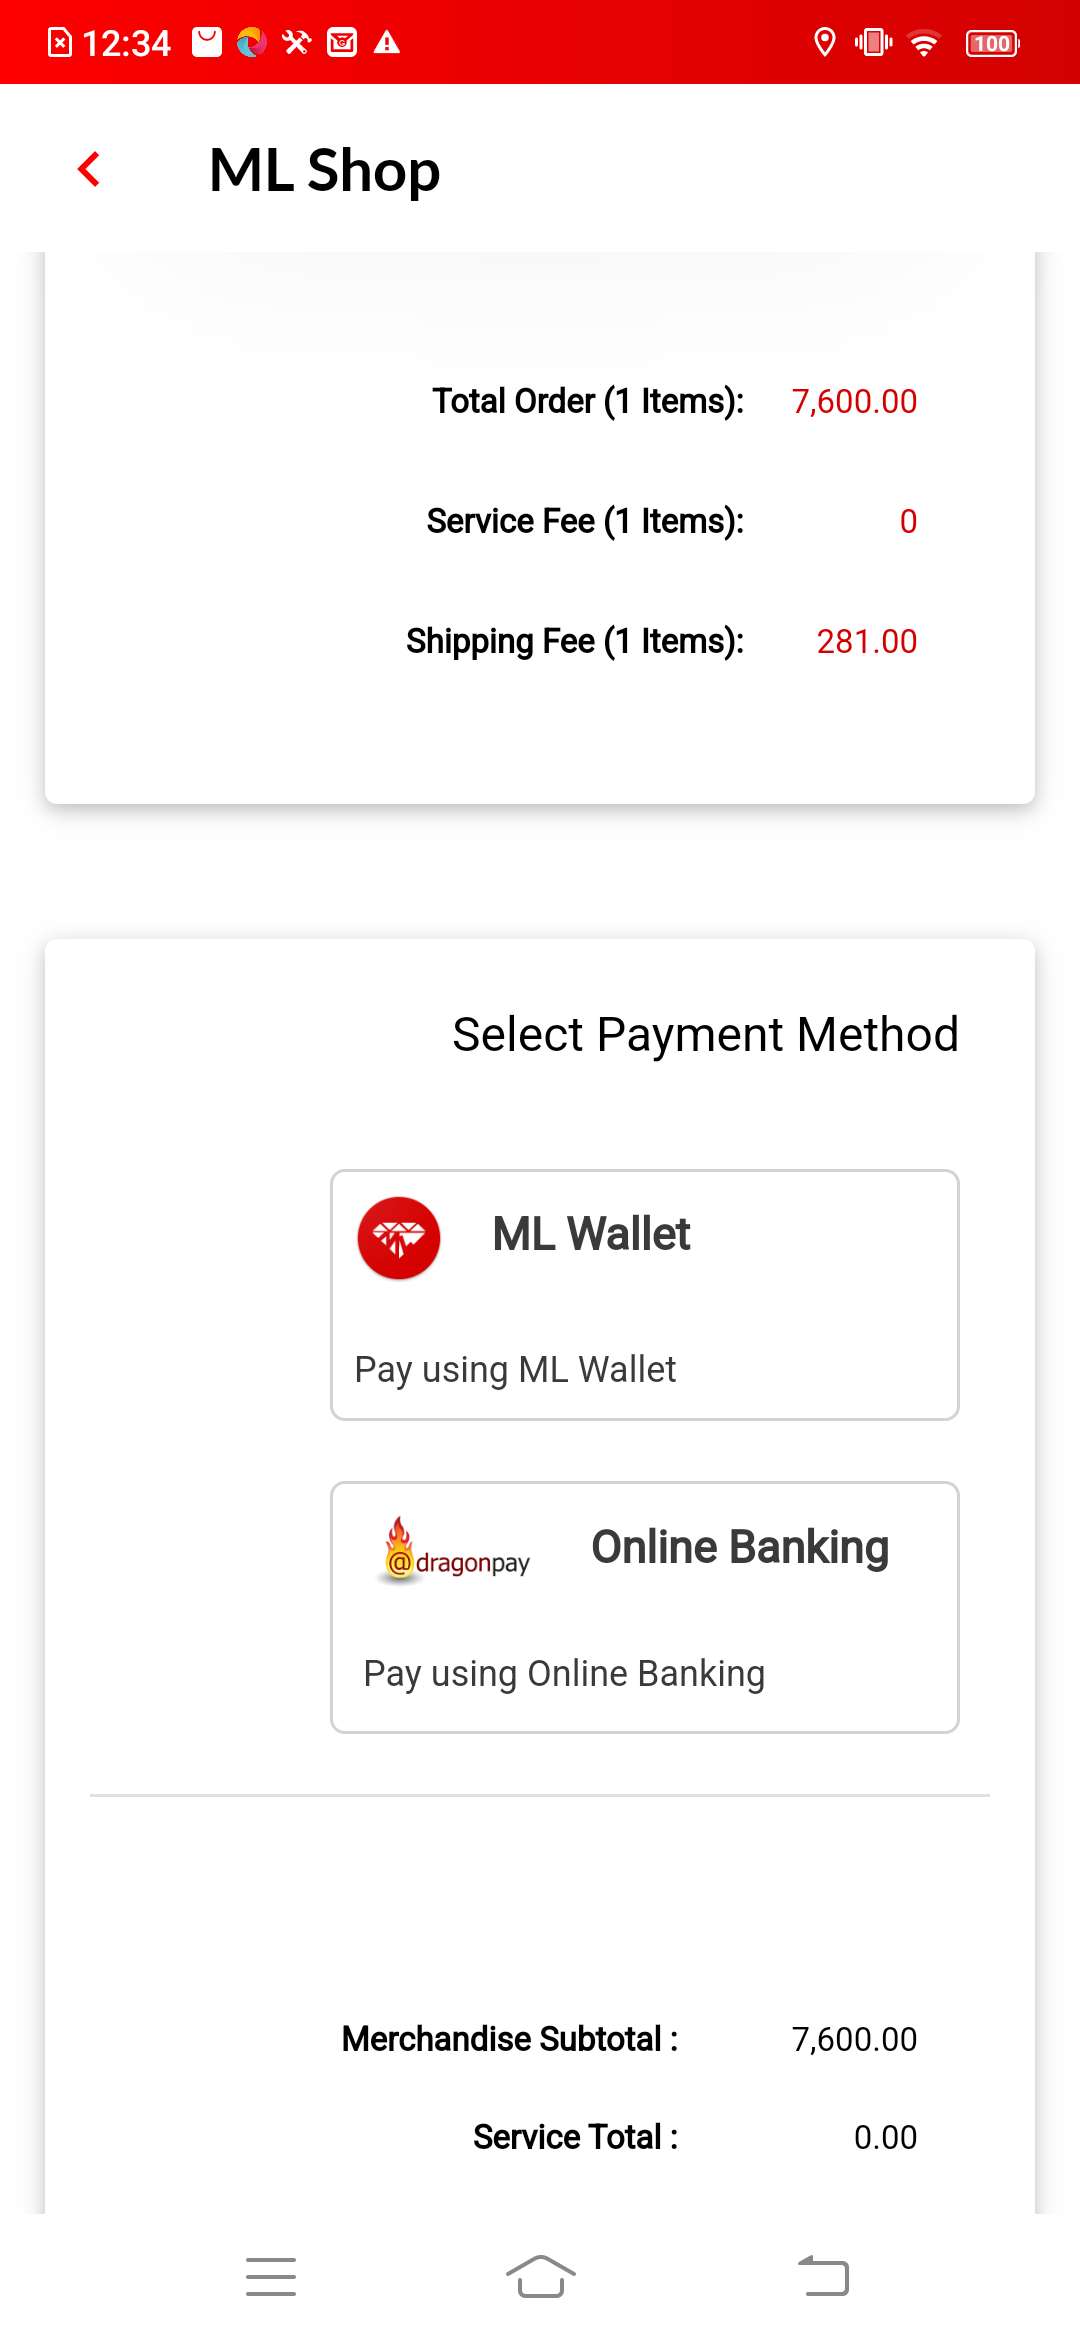 12:34
100
ML Shop
Total Order (1 Items): 7,600.00
Service Fee (1 Items): 0
Shipping Fee (1 Items): 281.00
Select Payment Method
ML Wallet
Pay using ML Wallet
@dragonpay Online Banking
Pay using Online Banking
Merchandise Subtotal : 7,600.00
Service Total : 0.00